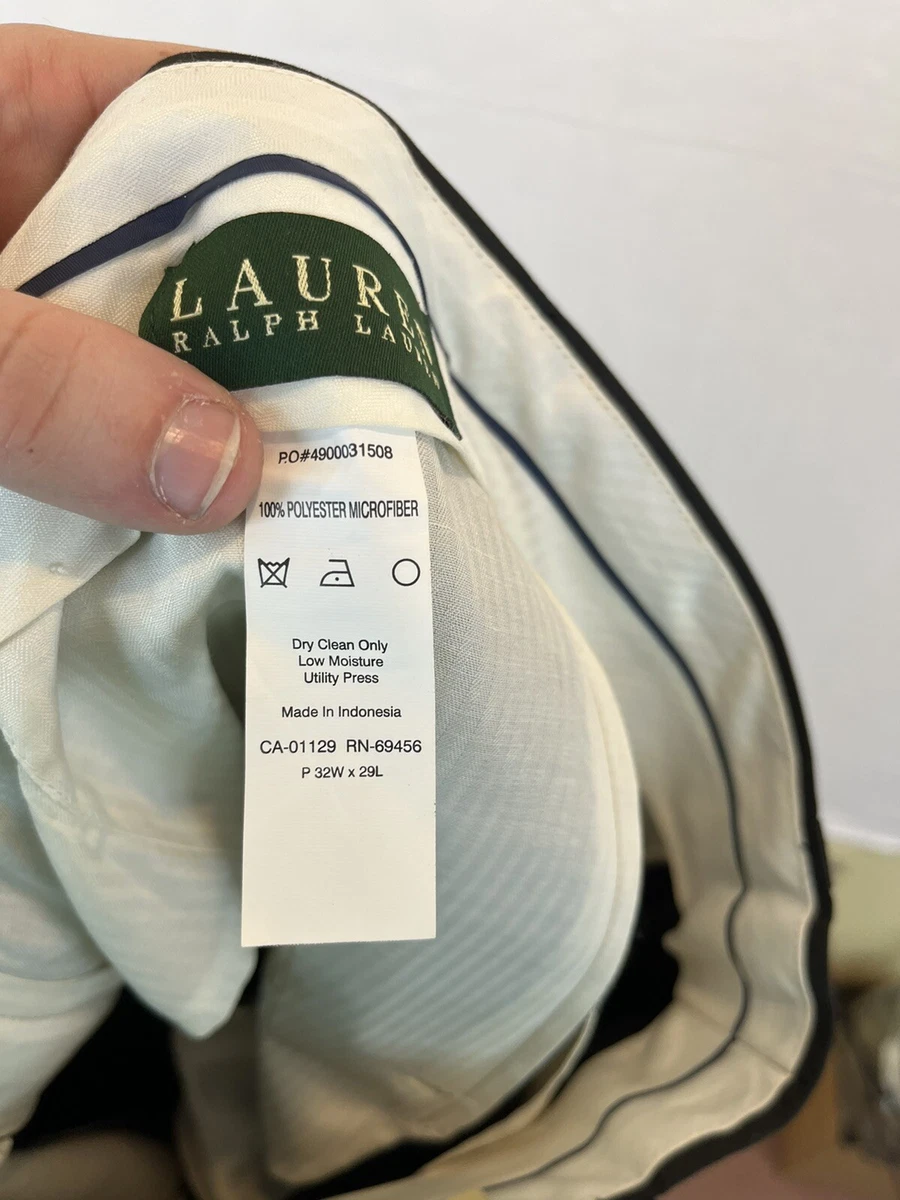 LAUREN
RALPH LAUREN
P.O#4900031508
100% POLYESTER MICROFIBER
Dry Clean Only
Low Moisture
Utility Press
Made In Indonesia
CA-01129 RN-69456
P 32W x 29L